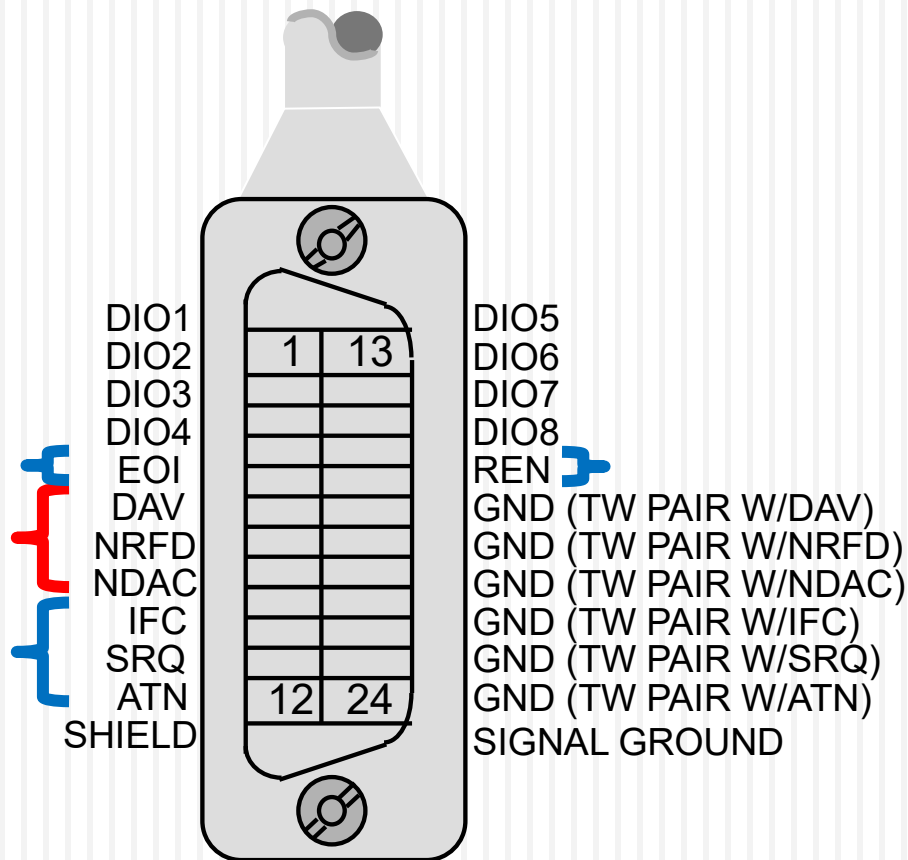 DIO1 DIO5
DIO2 1 13 DIO6
DIO3 DIO7
DIO4 DIO8
EOI REN
DAV GND (TW PAIR W/DAV)
NRFD GND (TW PAIR W/NRFD)
NDAC GND (TW PAIR W/NDAC)
IFC GND (TW PAIR W/IFC)
SRQ GND (TW PAIR W/SRQ)
ATN 12 24 GND (TW PAIR W/ATN)
SHIELD SIGNAL GROUND